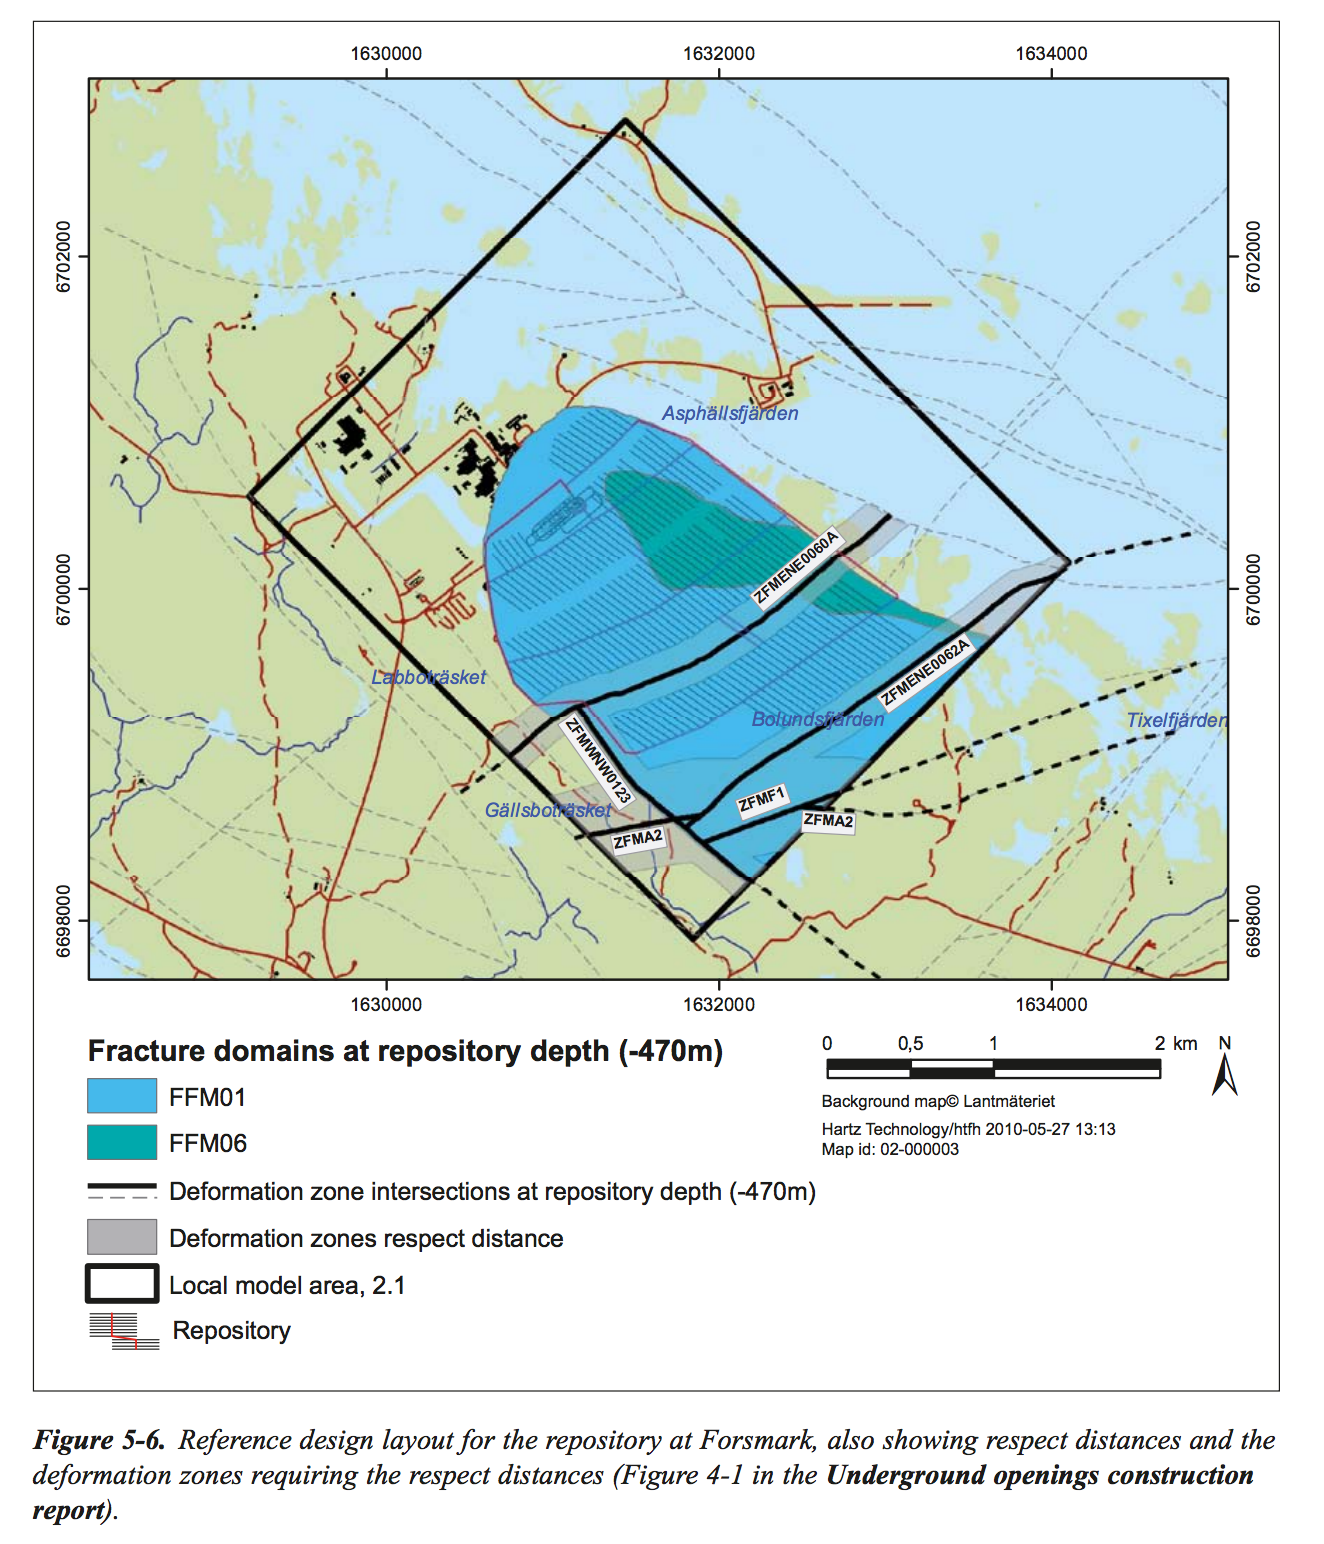 1630000 1632000 1634000
6702000 6702000
Asphällsfjärden
ZFMENE0060A
6700000 6700000
ZFMENE0062A
Labboträsket
Bolundsfjärden
Tixelfjärden
ZFMWNW0123
Gällsboträsket
ZFMF1
ZFMA2
ZFMA2
6698000 6698000
1630000 1632000 1634000
Fracture domains at repository depth (-470m)
FFM01
FFM06
Deformation zone intersections at repository depth (-470m)
Deformation zones respect distance
Local model area, 2.1
Repository
0 0,5 1 2 km N
Background map© Lantmäteriet
Hartz Technology/htfh 2010-05-27 13:13
Map id: 02-000003
Figure 5-6. Reference design layout for the repository at Forsmark, also showing respect distances and the
deformation zones requiring the respect distances (Figure 4-1 in the Underground openings construction
report).